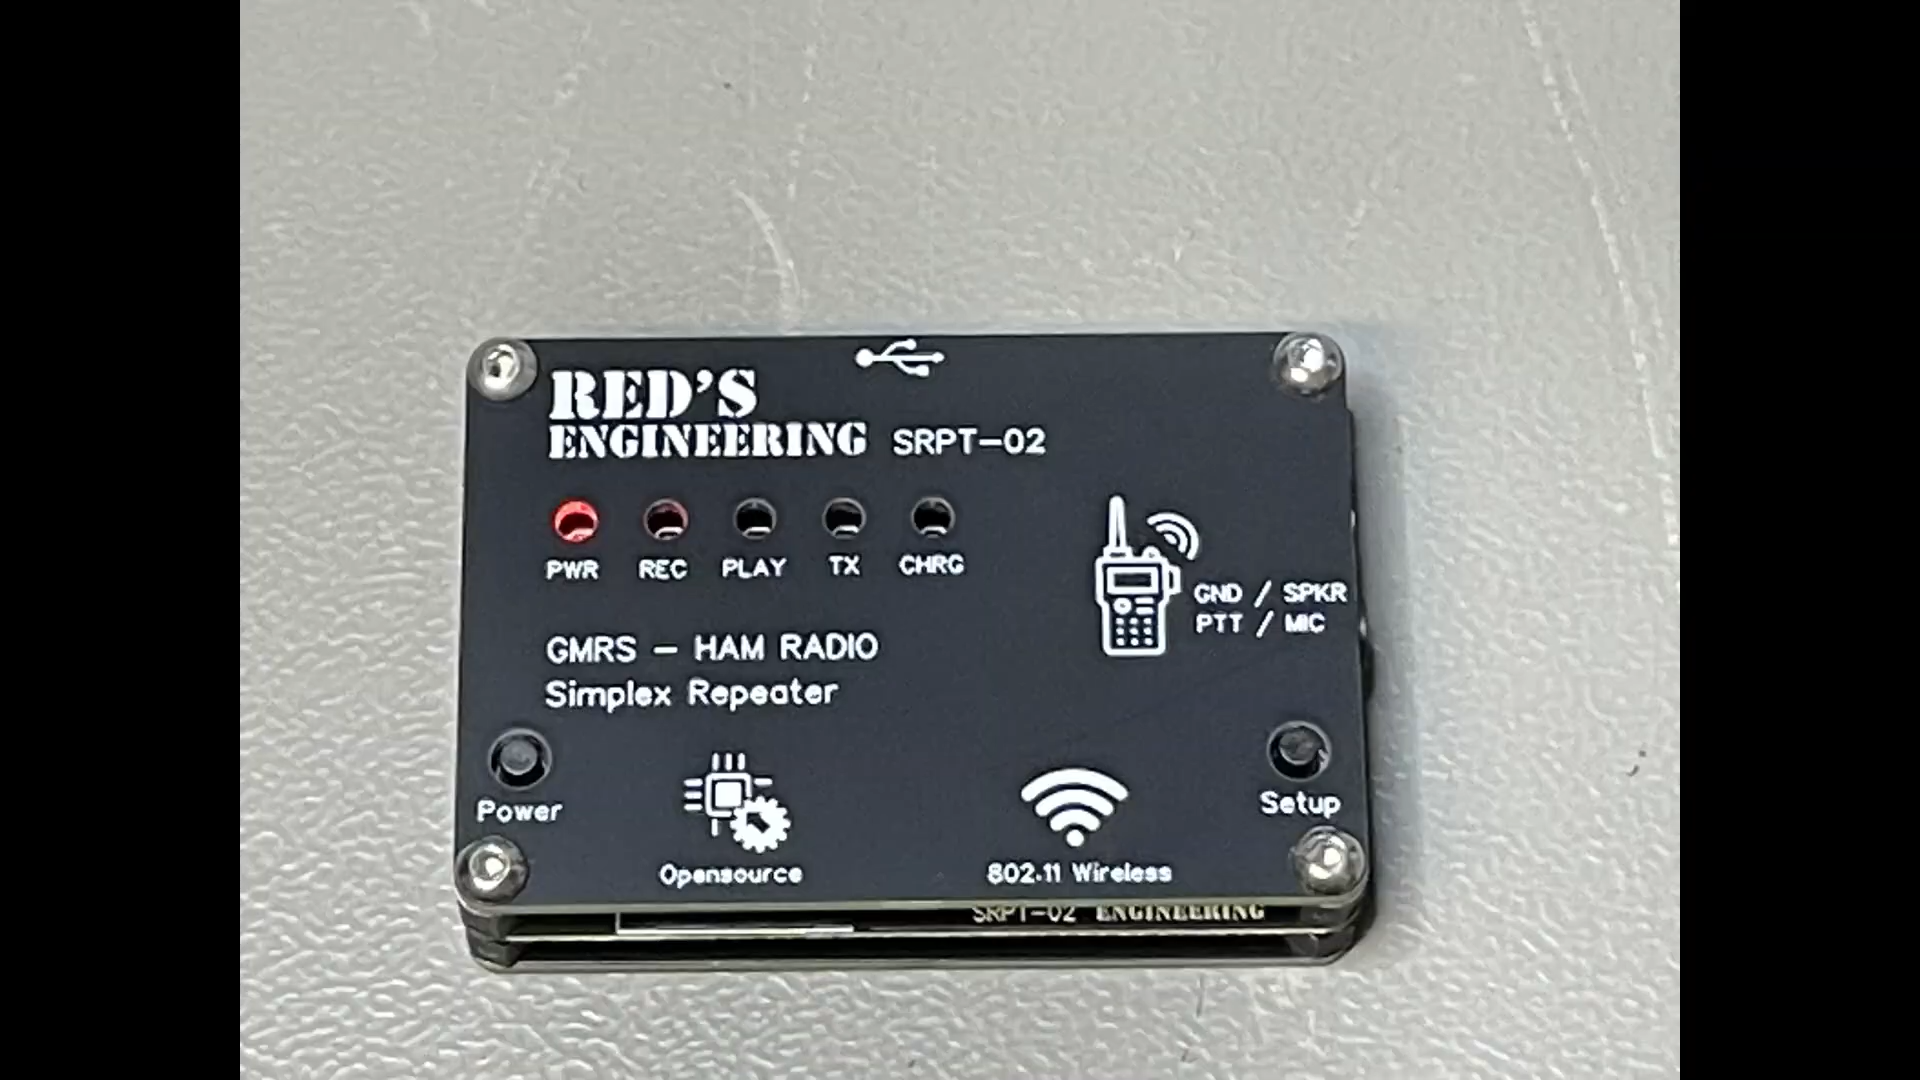 RED'S
ENGINEERING SRPT-02
PWR REC PLAY TX CHRG
GND / SPKR
PTT / MIC
GMRS - HAM RADIO
Simplex Repeater
Power
Setup
Opensource
802.11 Wireless
SRPT-02 ENGINEERING